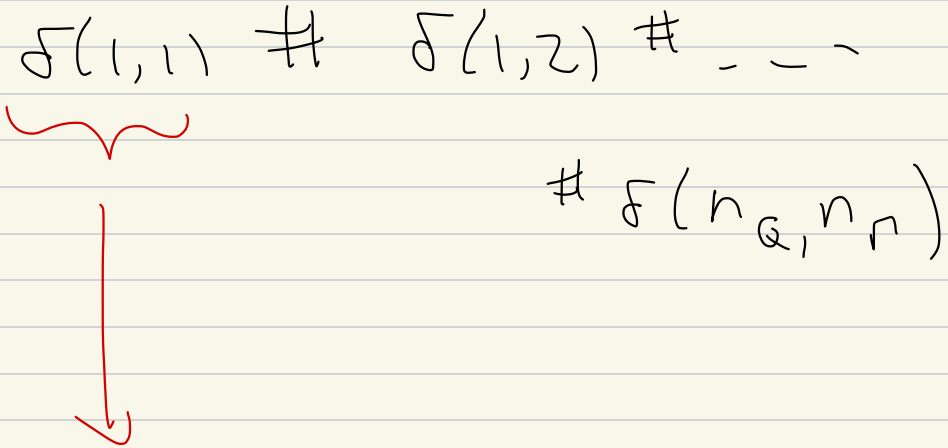 δ(1,1) # δ(1,2) # - - -
# δ(n_Q, n_Γ)